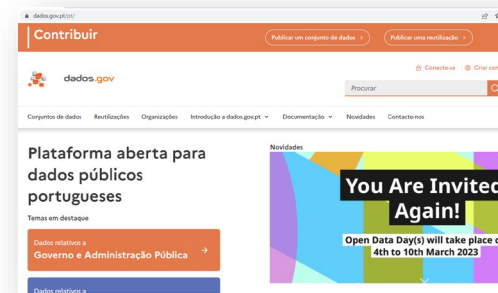 dados.gov.pt/pt/
Contribuir
Publicar um conjunto de dados >
Publicar uma reutilização >
Conecte-se
Criar con
dados.gov
Procurar
Conjuntos de dados Reutilizações Organizações Introdução a dados.gov.pt Documentação Novidades Contacte-nos
Plataforma aberta para
dados públicos
portugueses
Temas em destaque
Dados relativos a
Governo e Administração Pública
Dados relativos a
Novidades
You Are Invited
Again!
Open Data Day(s) will take place o
4th to 10th March 2023